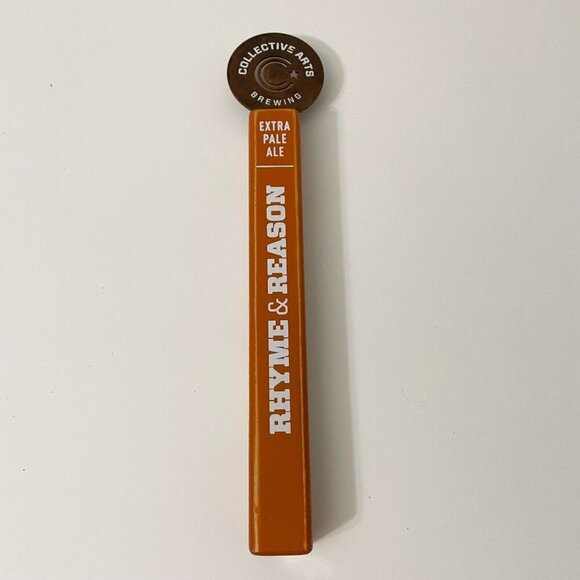 COLLECTIVE ARTS
BREWING
EXTRA
PALE
ALE
RHYME & REASON